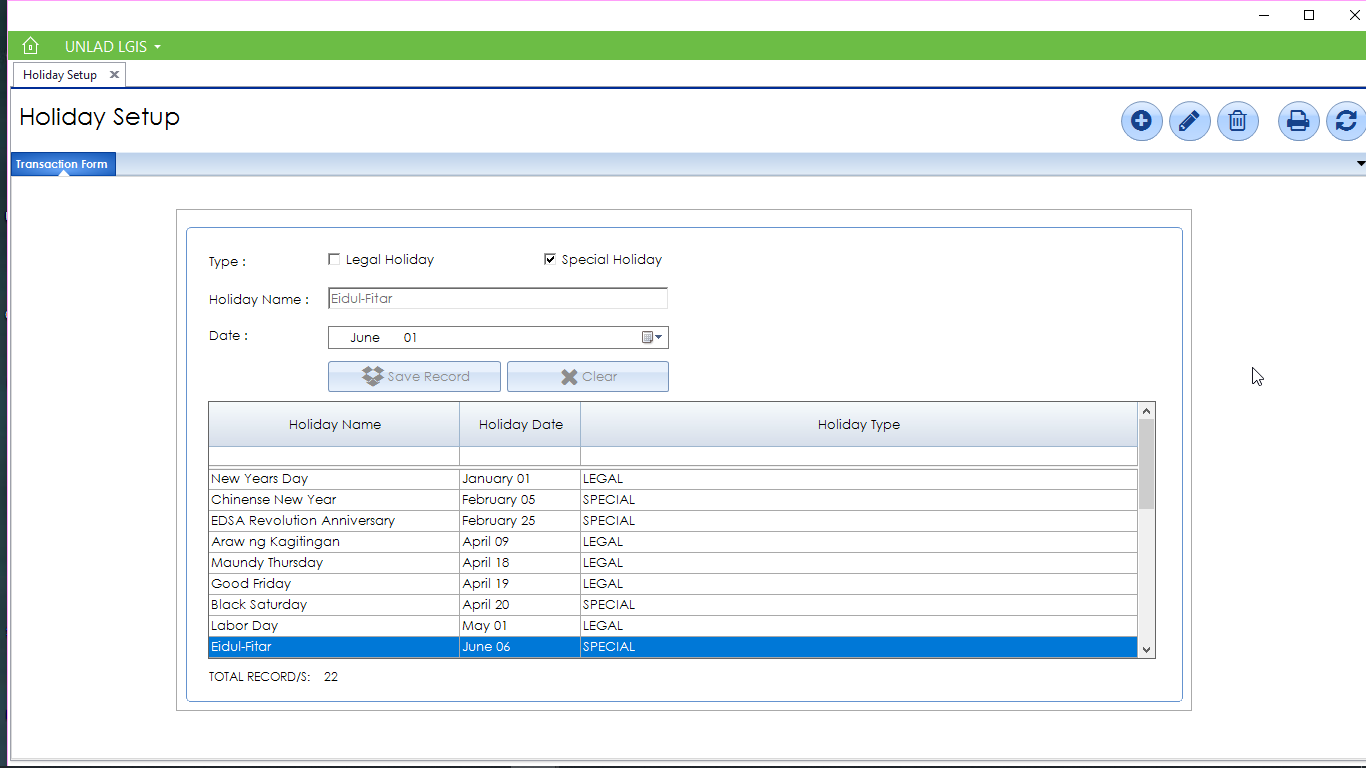 UNLAD LGIS
Holiday Setup
Holiday Setup
Transaction Form
Type :
Legal Holiday
Special Holiday
Holiday Name :
Eidul-Fitar
Date :
June 01
Save Record
Clear
Holiday Name Holiday Date Holiday Type
New Years Day January 01 LEGAL
Chinense New Year February 05 SPECIAL
EDSA Revolution Anniversary February 25 SPECIAL
Araw ng Kagitingan April 09 LEGAL
Maundy Thursday April 18 LEGAL
Good Friday April 19 LEGAL
Black Saturday April 20 SPECIAL
Labor Day May 01 LEGAL
Eidul-Fitar June 06 SPECIAL
TOTAL RECORD/S: 22